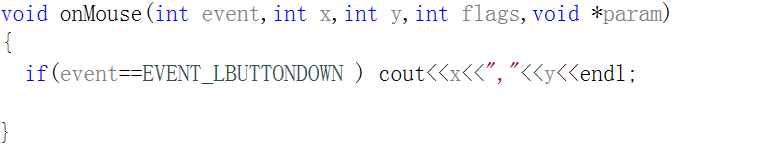 void onMouse(int event,int x,int y,int flags,void *param)
{
if(event==EVENT_LBUTTONDOWN ) cout<<x<<","<<y<<endl;
}